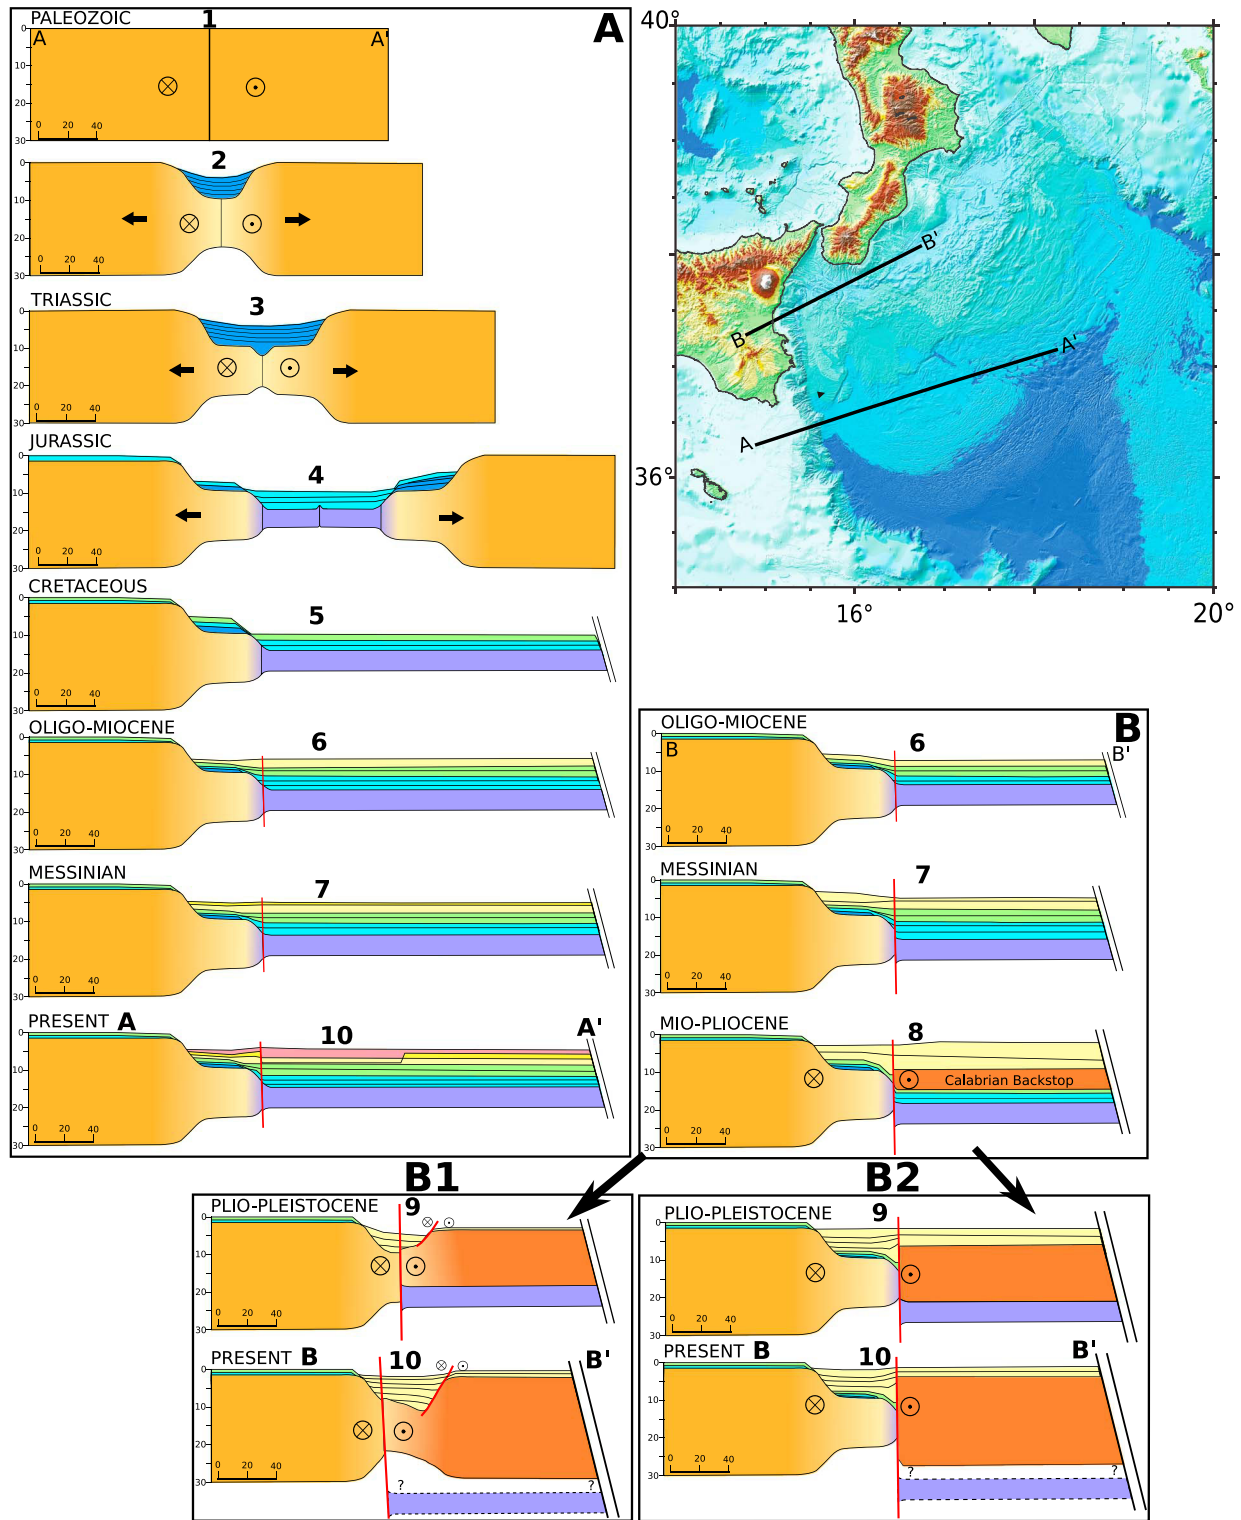 PALEOZOIC
1
A
A
A'
0
10
20
30
0 20 40
2
0
10
20
30
0 20 40
TRIASSIC
3
0
10
20
30
0 20 40
JURASSIC
4
0
10
20
30
0 20 40
CRETACEOUS
5
0
10
20
30
0 20 40
OLIGO-MIOCENE
6
0
10
20
30
0 20 40
MESSINIAN
7
0
10
20
30
0 20 40
PRESENT A
10
A'
0
10
20
30
0 20 40
40°
36°
16°
20°
B
B'
A
A'
OLIGO-MIOCENE
B
B
6
B'
0
10
20
30
0 20 40
MESSINIAN
7
0
10
20
30
0 20 40
MIO-PLIOCENE
8
Calabrian Backstop
0
10
20
30
0 20 40
B1
PLIO-PLEISTOCENE
9
0
10
20
30
0 20 40
PRESENT B
10
B'
0
10
20
30
0 20 40
? ?
B2
PLIO-PLEISTOCENE
9
0
10
20
30
0 20 40
PRESENT B
10
B'
0
10
20
30
0 20 40
? ?